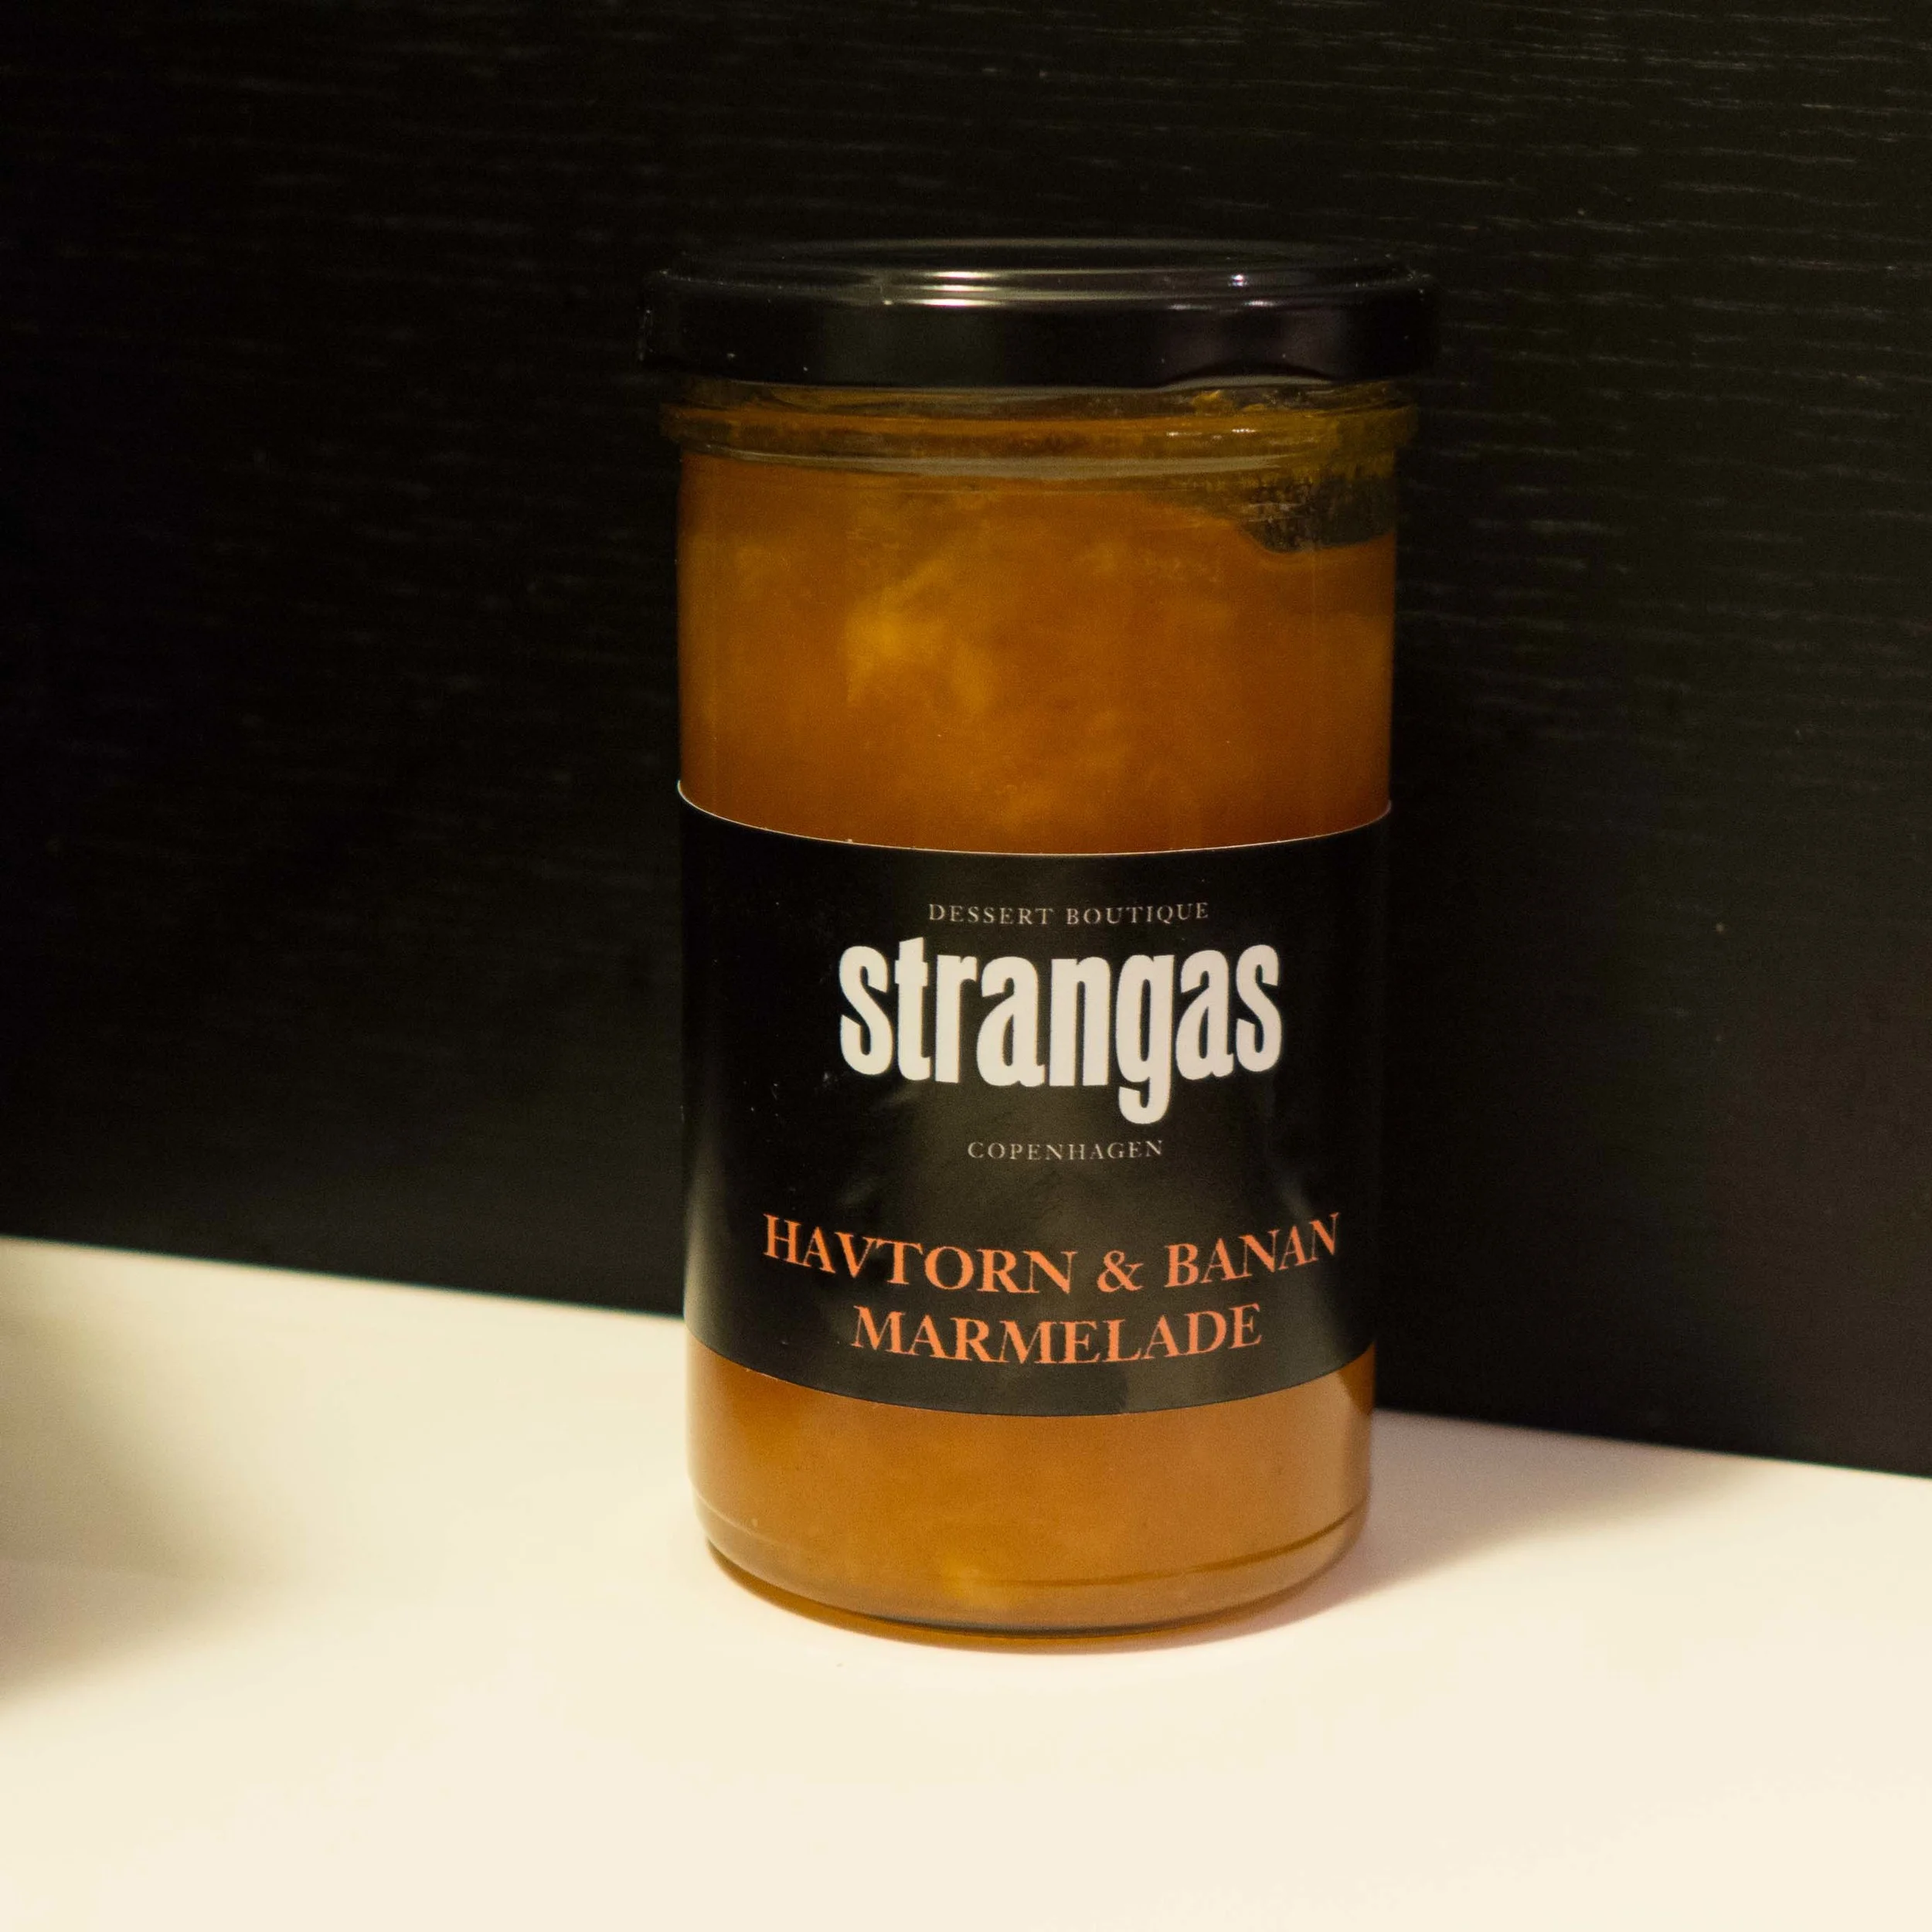 DESSERT BOUTIQUE
strangas
COPENHAGEN
HAVTORN & BANAN
MARMELADE